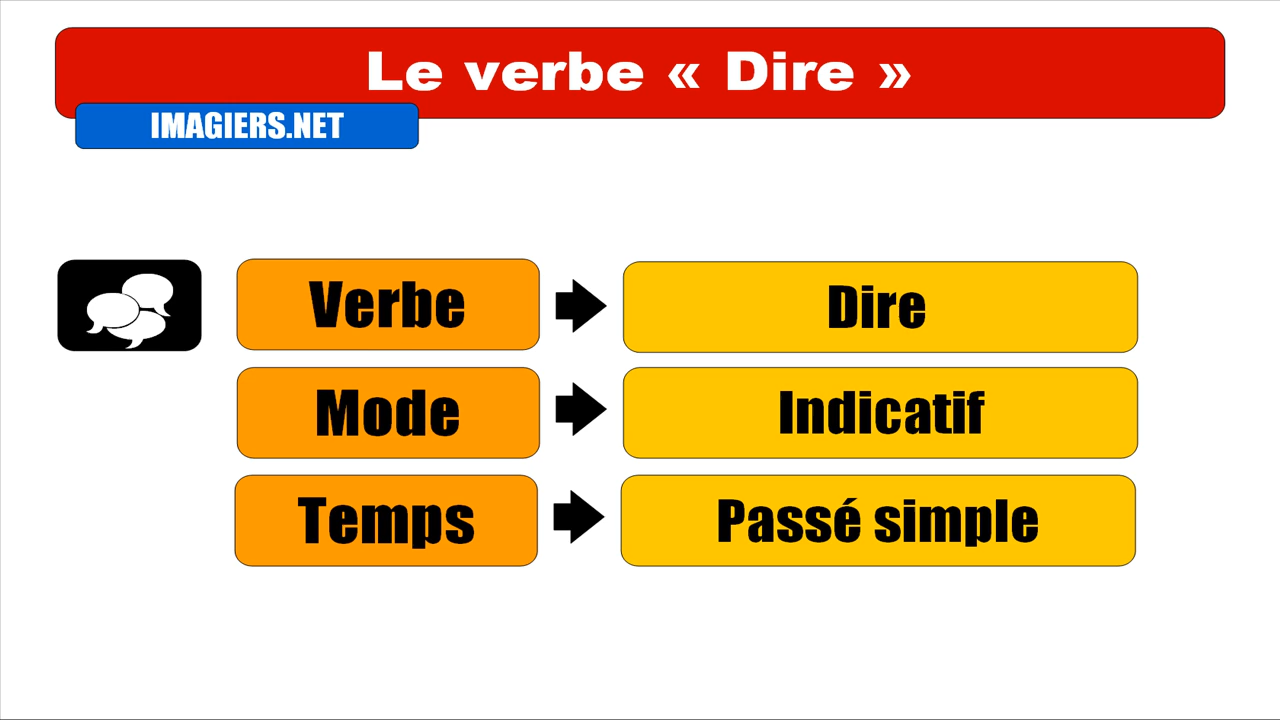 Le verbe « Dire »
IMAGIERS.NET
Verbe
Dire
Mode
Indicatif
Temps
Passé simple